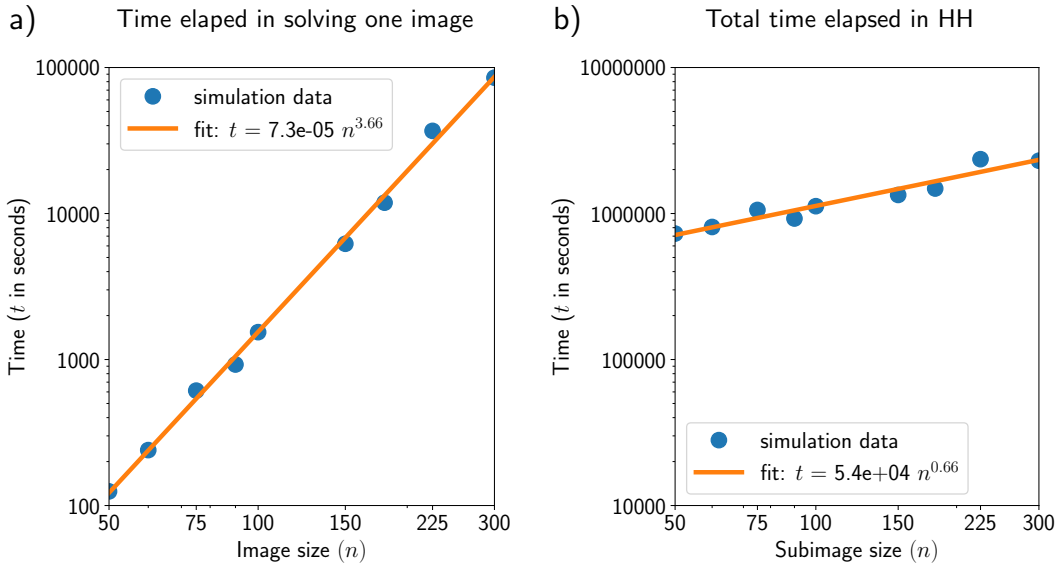 a)
Time elaped in solving one image
100000
10000
1000
100
Time (t in seconds)
simulation data
fit: t = 7.3e-05 n^3.66
50 75 100 150 225 300
Image size (n)
b)
Total time elapsed in HH
10000000
1000000
100000
10000
Time (t in seconds)
simulation data
fit: t = 5.4e+04 n^0.66
50 75 100 150 225 300
Subimage size (n)